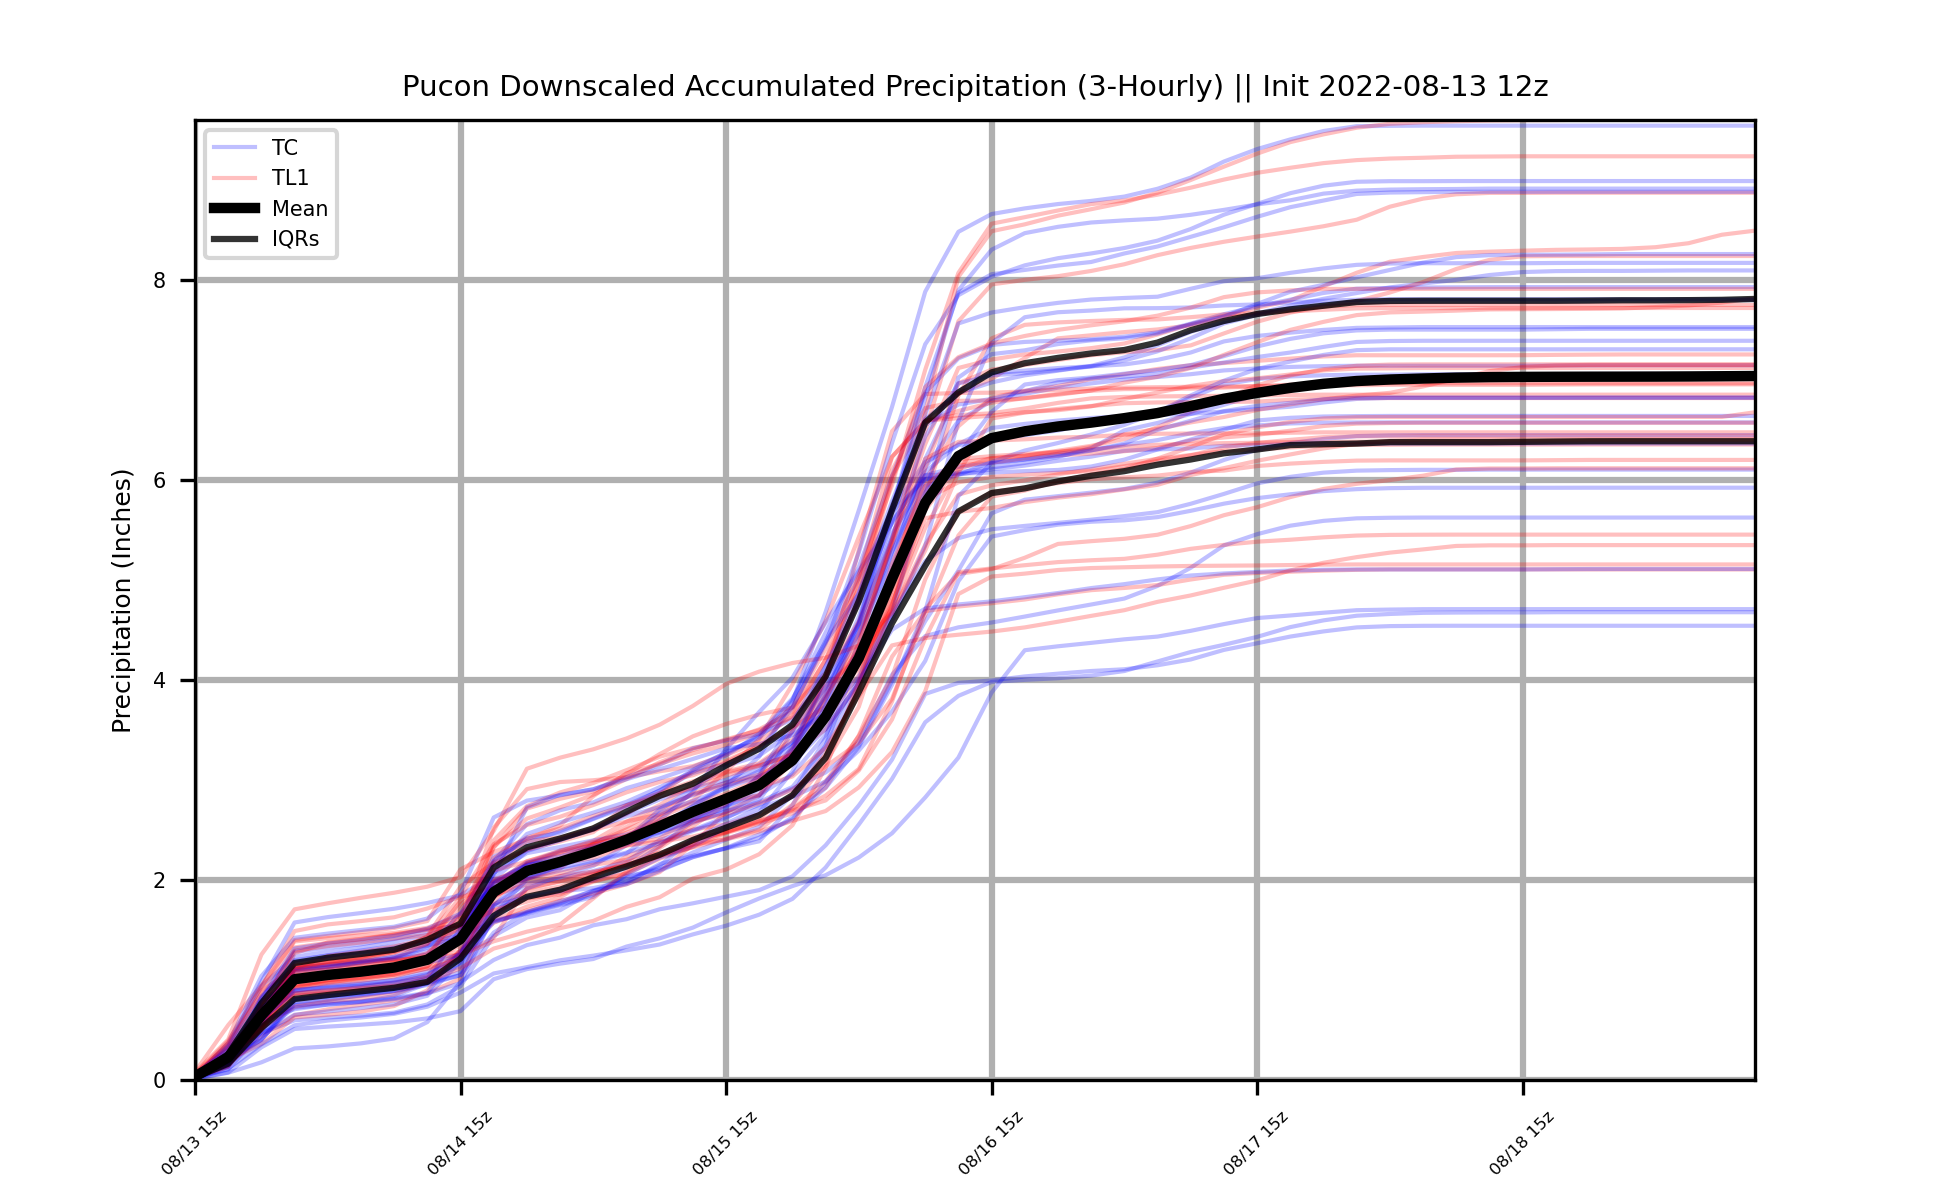 Pucon Downscaled Accumulated Precipitation (3-Hourly) || Init 2022-08-13 12z
TC
TL1
Mean
IQRs
Precipitation (Inches)
8
6
4
2
0
08/13 15z
08/14 15z
08/15 15z
08/16 15z
08/17 15z
08/18 15z